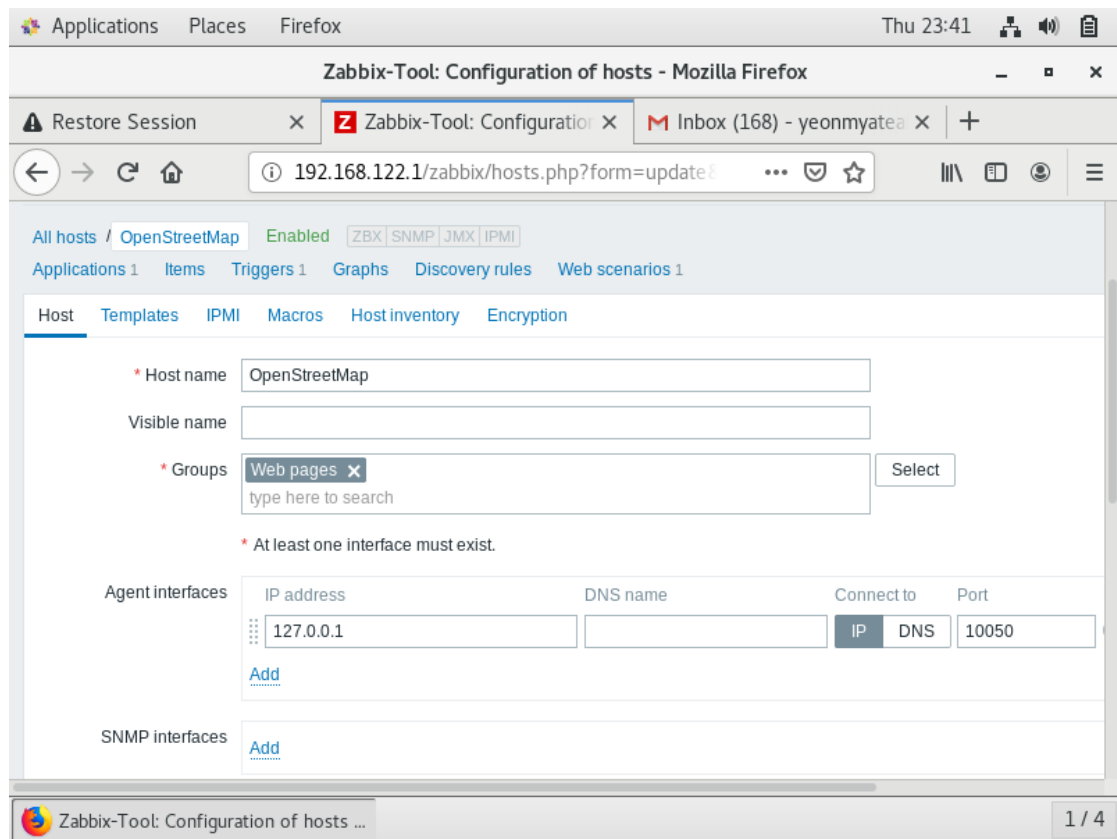 Applications Places Firefox Thu 23:41
Zabbix-Tool: Configuration of hosts - Mozilla Firefox
Restore Session Z Zabbix-Tool: Configuration Inbox (168) - yeonmyatea
192.168.122.1/zabbix/hosts.php?form=update&
All hosts / OpenStreetMap Enabled ZBX SNMP JMX IPMI
Applications 1 Items Triggers 1 Graphs Discovery rules Web scenarios 1
Host Templates IPMI Macros Host inventory Encryption
* Host name OpenStreetMap
Visible name
* Groups Web pages Select
type here to search
* At least one interface must exist.
Agent interfaces IP address DNS name Connect to Port
127.0.0.1 IP DNS 10050
Add
SNMP interfaces Add
Zabbix-Tool: Configuration of hosts ... 1 / 4